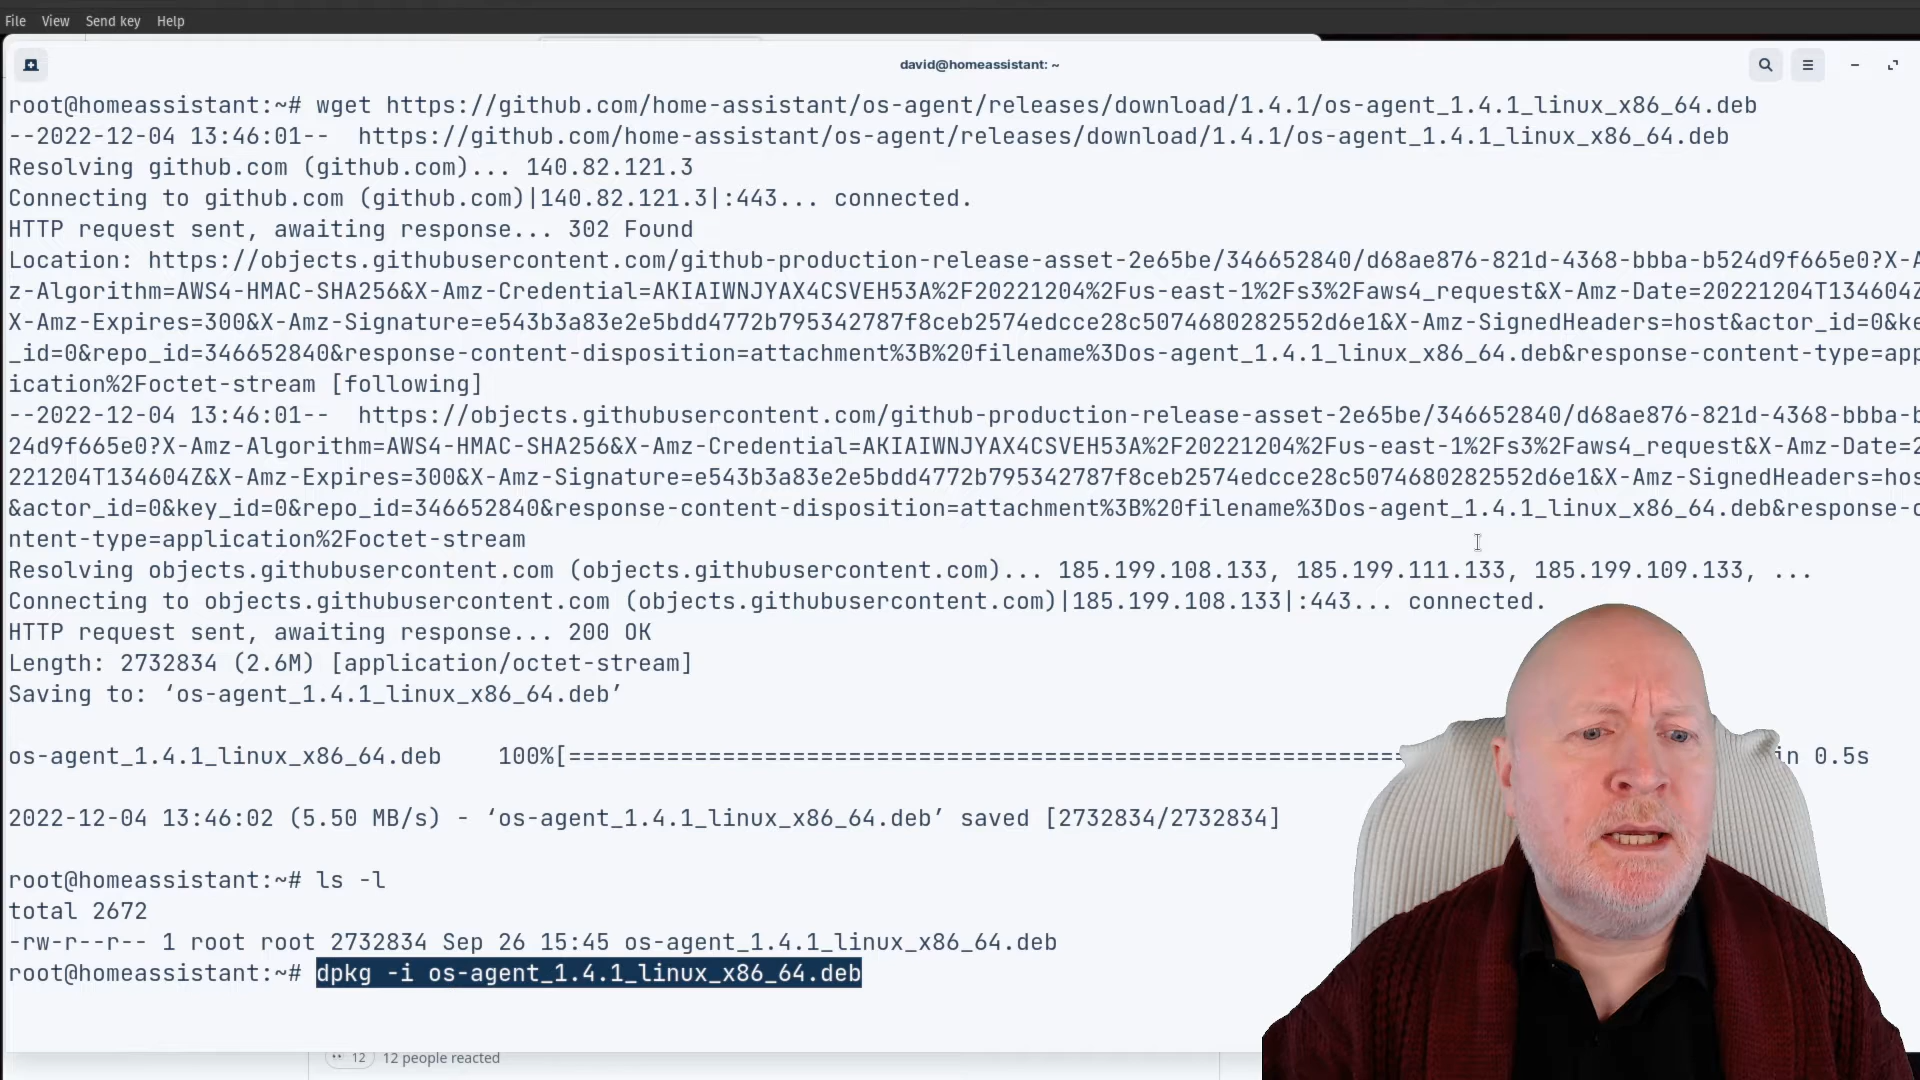 File View Send key Help
david@homeassistant: ~
root@homeassistant:~# wget https://github.com/home-assistant/os-agent/releases/download/1.4.1/os-agent_1.4.1_linux_x86_64.deb
--2022-12-04 13:46:01--  https://github.com/home-assistant/os-agent/releases/download/1.4.1/os-agent_1.4.1_linux_x86_64.deb
Resolving github.com (github.com)... 140.82.121.3
Connecting to github.com (github.com)|140.82.121.3|:443... connected.
HTTP request sent, awaiting response... 302 Found
Location: https://objects.githubusercontent.com/github-production-release-asset-2e65be/346652840/d68ae876-821d-4368-bbba-b524d9f665e0?X-A
z-Algorithm=AWS4-HMAC-SHA256&X-Amz-Credential=AKIAIWNJYAX4CSVEH53A%2F20221204%2Fus-east-1%2Fs3%2Faws4_request&X-Amz-Date=20221204T134604Z
X-Amz-Expires=300&X-Amz-Signature=e543b3a83e2e5bdd4772b795342787f8ceb2574edcce28c5074680282552d6e1&X-Amz-SignedHeaders=host&actor_id=0&ke
_id=0&repo_id=346652840&response-content-disposition=attachment%3B%20filename%3Dos-agent_1.4.1_linux_x86_64.deb&response-content-type=app
ication%2Foctet-stream [following]
--2022-12-04 13:46:01--  https://objects.githubusercontent.com/github-production-release-asset-2e65be/346652840/d68ae876-821d-4368-bbba-b
24d9f665e0?X-Amz-Algorithm=AWS4-HMAC-SHA256&X-Amz-Credential=AKIAIWNJYAX4CSVEH53A%2F20221204%2Fus-east-1%2Fs3%2Faws4_request&X-Amz-Date=2
221204T134604Z&X-Amz-Expires=300&X-Amz-Signature=e543b3a83e2e5bdd4772b795342787f8ceb2574edcce28c5074680282552d6e1&X-Amz-SignedHeaders=hos
&actor_id=0&key_id=0&repo_id=346652840&response-content-disposition=attachment%3B%20filename%3Dos-agent_1.4.1_linux_x86_64.deb&response-c
ntent-type=application%2Foctet-stream
Resolving objects.githubusercontent.com (objects.githubusercontent.com)... 185.199.108.133, 185.199.111.133, 185.199.109.133, ...
Connecting to objects.githubusercontent.com (objects.githubusercontent.com)|185.199.108.133|:443... connected.
HTTP request sent, awaiting response... 200 OK
Length: 2732834 (2.6M) [application/octet-stream]
Saving to: ‘os-agent_1.4.1_linux_x86_64.deb’
os-agent_1.4.1_linux_x86_64.deb    100%[============================================================ in 0.5s
2022-12-04 13:46:02 (5.50 MB/s) - ‘os-agent_1.4.1_linux_x86_64.deb’ saved [2732834/2732834]
root@homeassistant:~# ls -l
total 2672
-rw-r--r-- 1 root root 2732834 Sep 26 15:45 os-agent_1.4.1_linux_x86_64.deb
root@homeassistant:~# dpkg -i os-agent_1.4.1_linux_x86_64.deb
12 12 people reacted